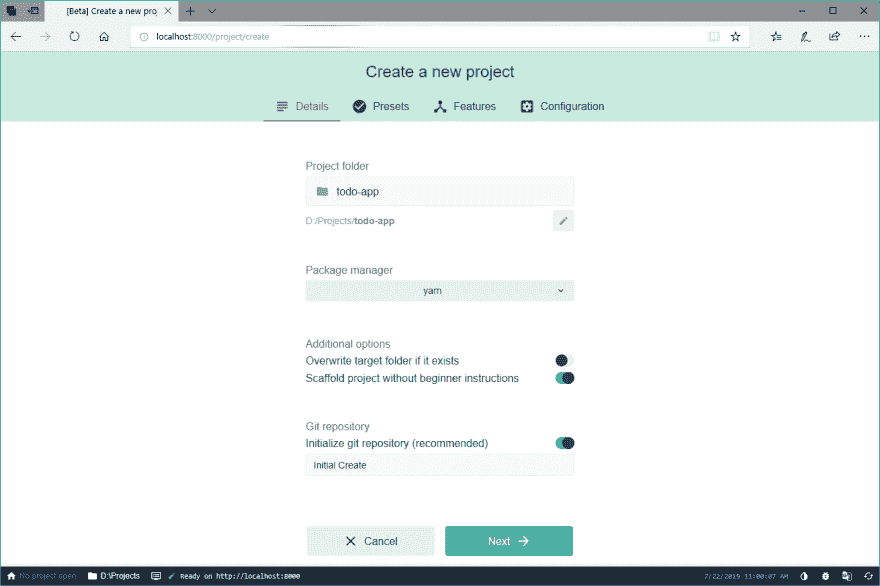 [Beta] Create a new proj
localhost:8000/project/create
Create a new project
Details Presets Features Configuration
Project folder
todo-app
D:/Projects/todo-app
Package manager
yarn
Additional options
Overwrite target folder if it exists
Scaffold project without beginner instructions
Git repository
Initialize git repository (recommended)
Initial Create
Cancel Next
No project open D:\Projects Ready on http://localhost:8000 7/22/2019 11:00:07 AM